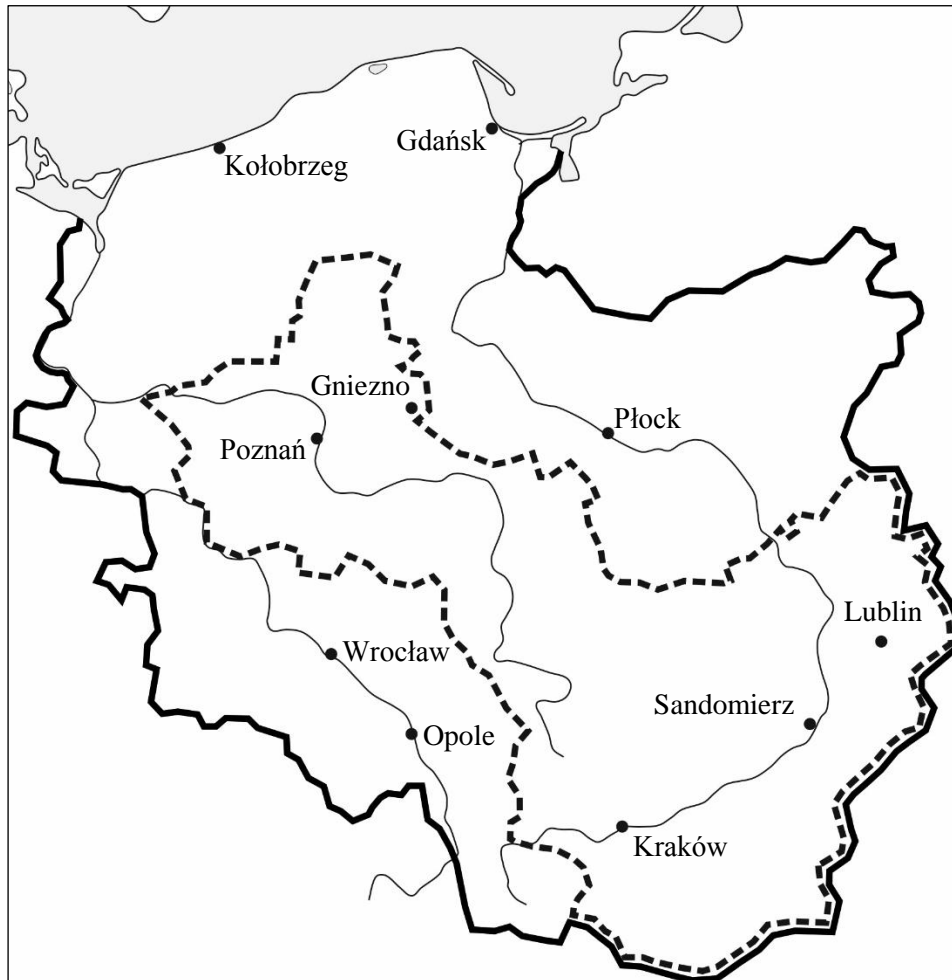 Gdańsk
Kołobrzeg
Gniezno
Płock
Poznań
Lublin
Wrocław
Sandomierz
Opole
Kraków